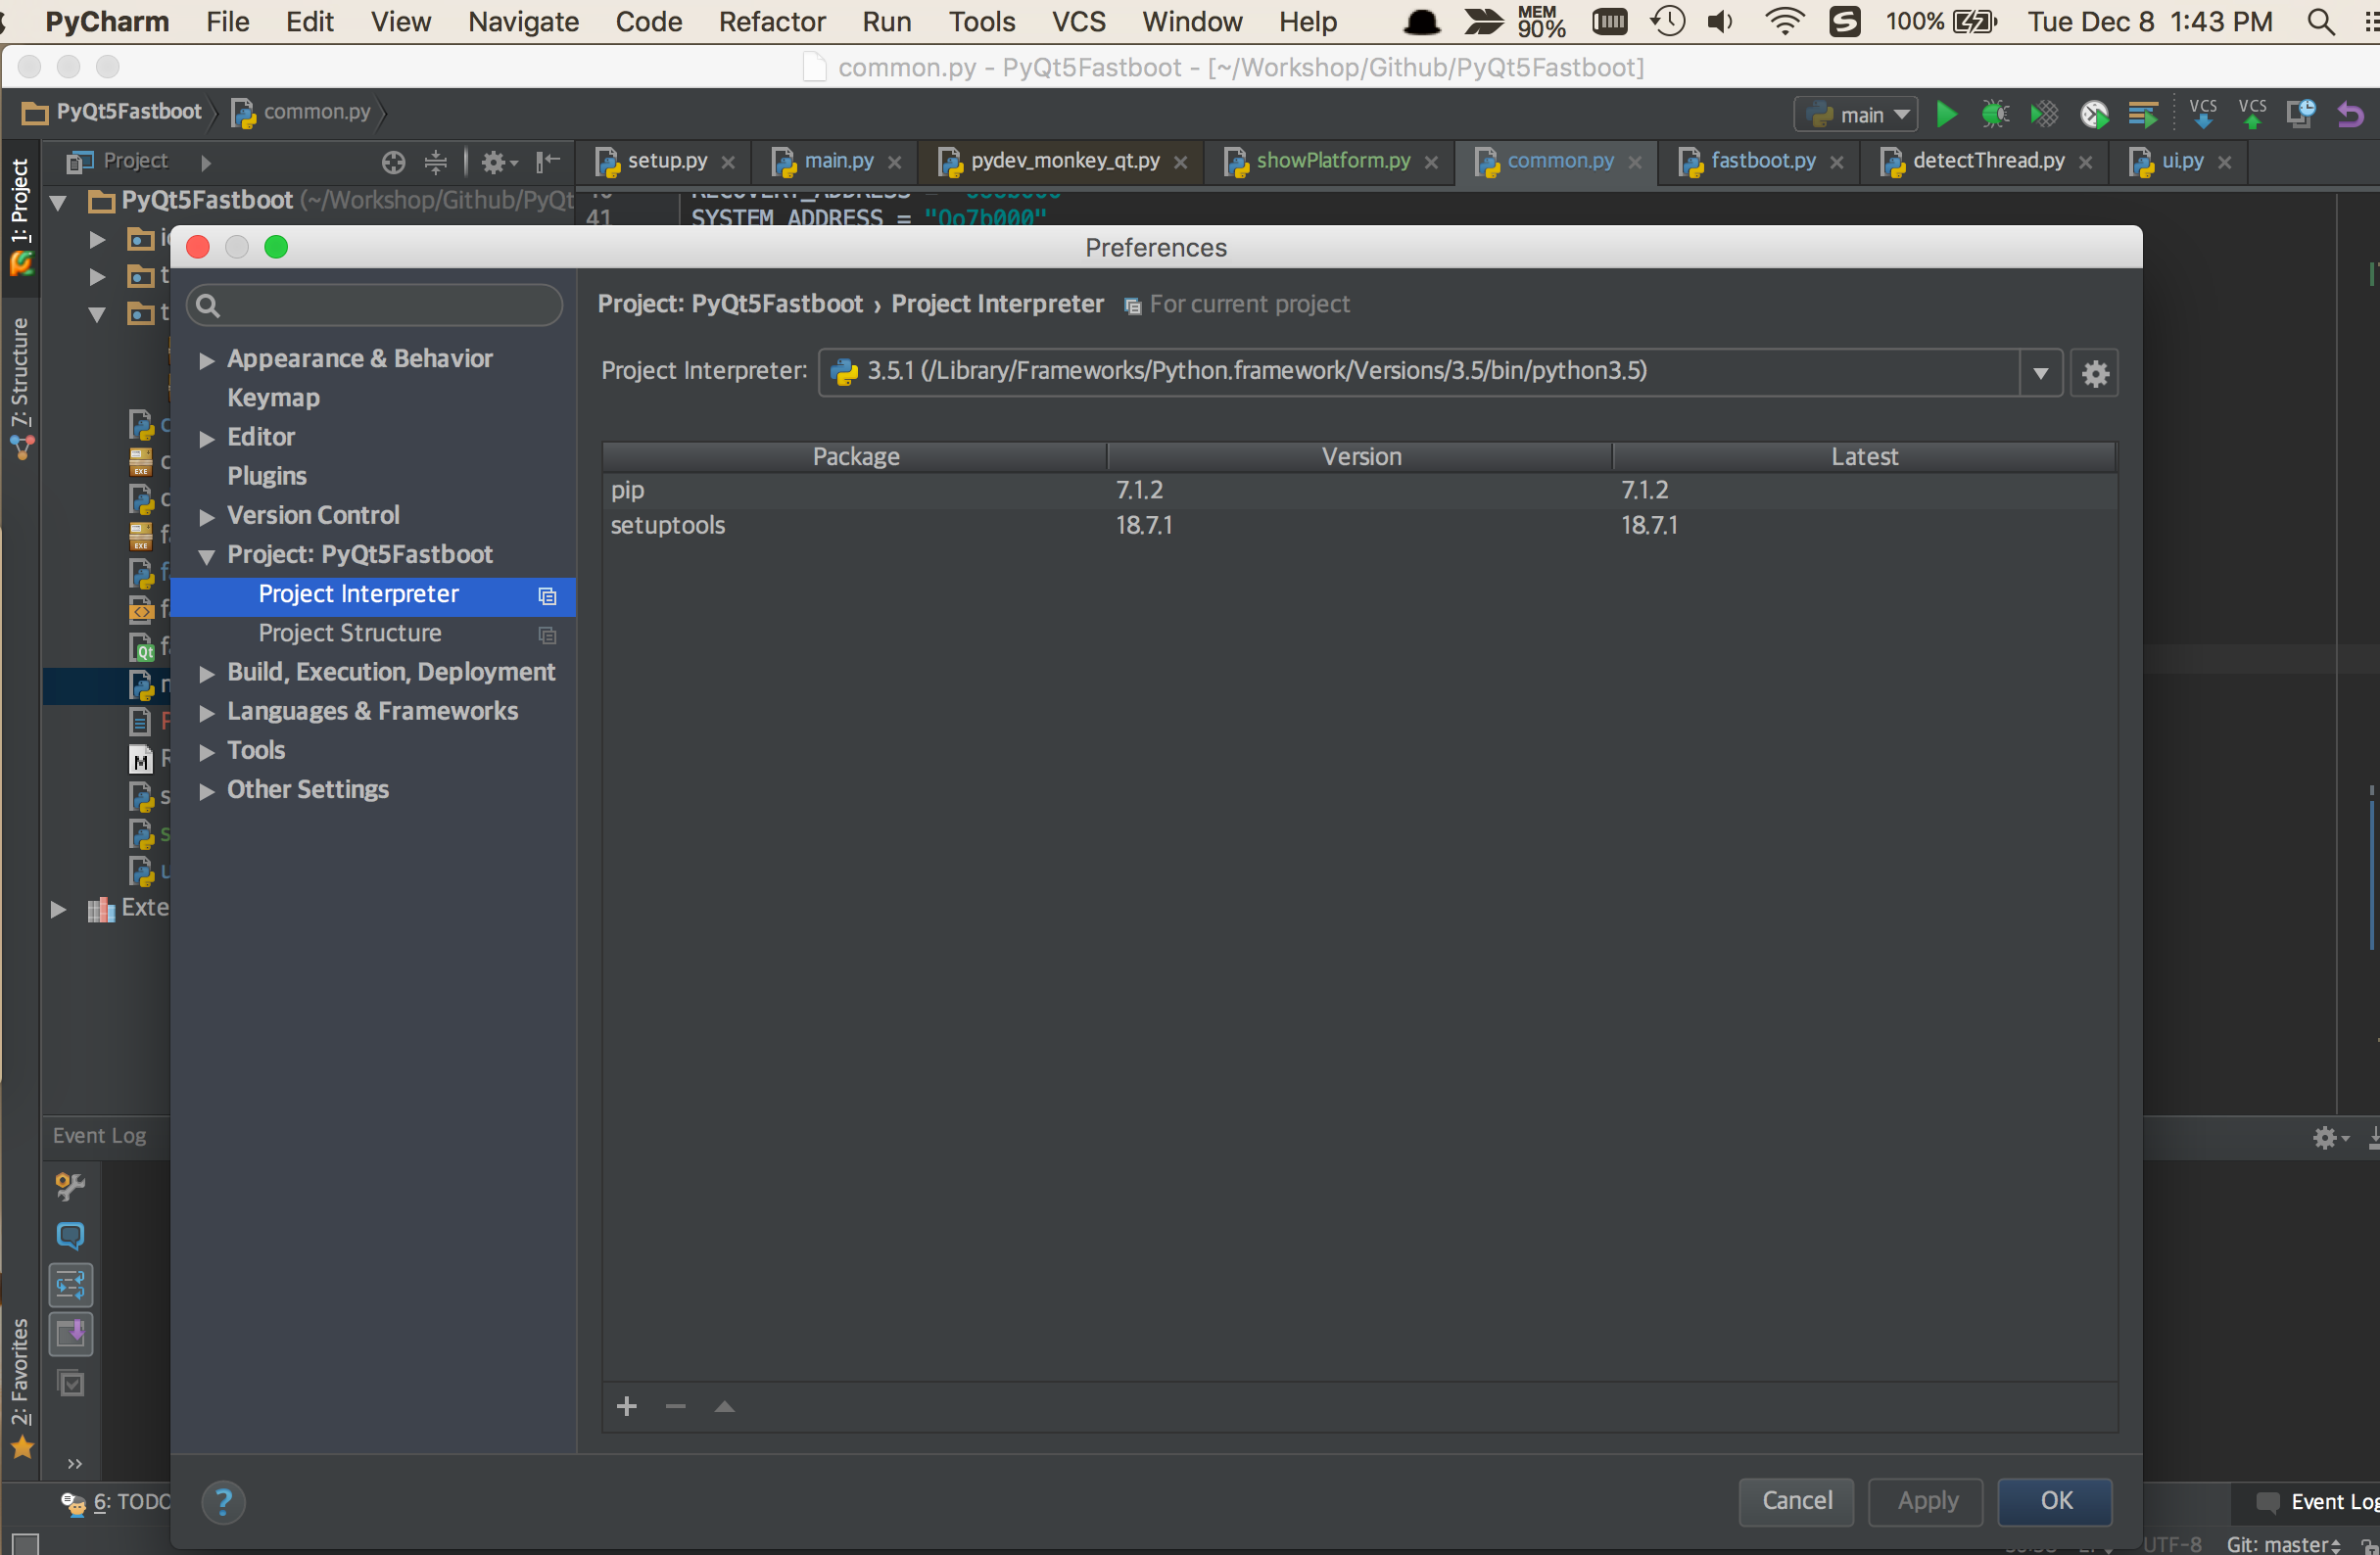 PyCharm File Edit View Navigate Code Refactor Run Tools VCS Window Help MEM 90% 100% Tue Dec 8 1:43 PM
common.py - PyQt5Fastboot - [~/Workshop/Github/PyQt5Fastboot]
PyQt5Fastboot common.py main VCS VCS
1: Project
7: Structure
2: Favorites
Project
setup.py main.py pydev_monkey_qt.py showPlatform.py common.py fastboot.py detectThread.py ui.py
PyQt5Fastboot (~/Workshop/Github/PyQt
41 SYSTEM_ADDRESS = "0o7b000"
Exte
Preferences
Project: PyQt5Fastboot › Project Interpreter For current project
Project Interpreter: 3.5.1 (/Library/Frameworks/Python.framework/Versions/3.5/bin/python3.5)
Appearance & Behavior
Keymap
Editor
Plugins
Version Control
Project: PyQt5Fastboot
Project Interpreter
Project Structure
Build, Execution, Deployment
Languages & Frameworks
Tools
Other Settings
Package Version Latest
pip 7.1.2 7.1.2
setuptools 18.7.1 18.7.1
Event Log
? Cancel Apply OK
6: TODO
Event Log
UTF-8 Git: master